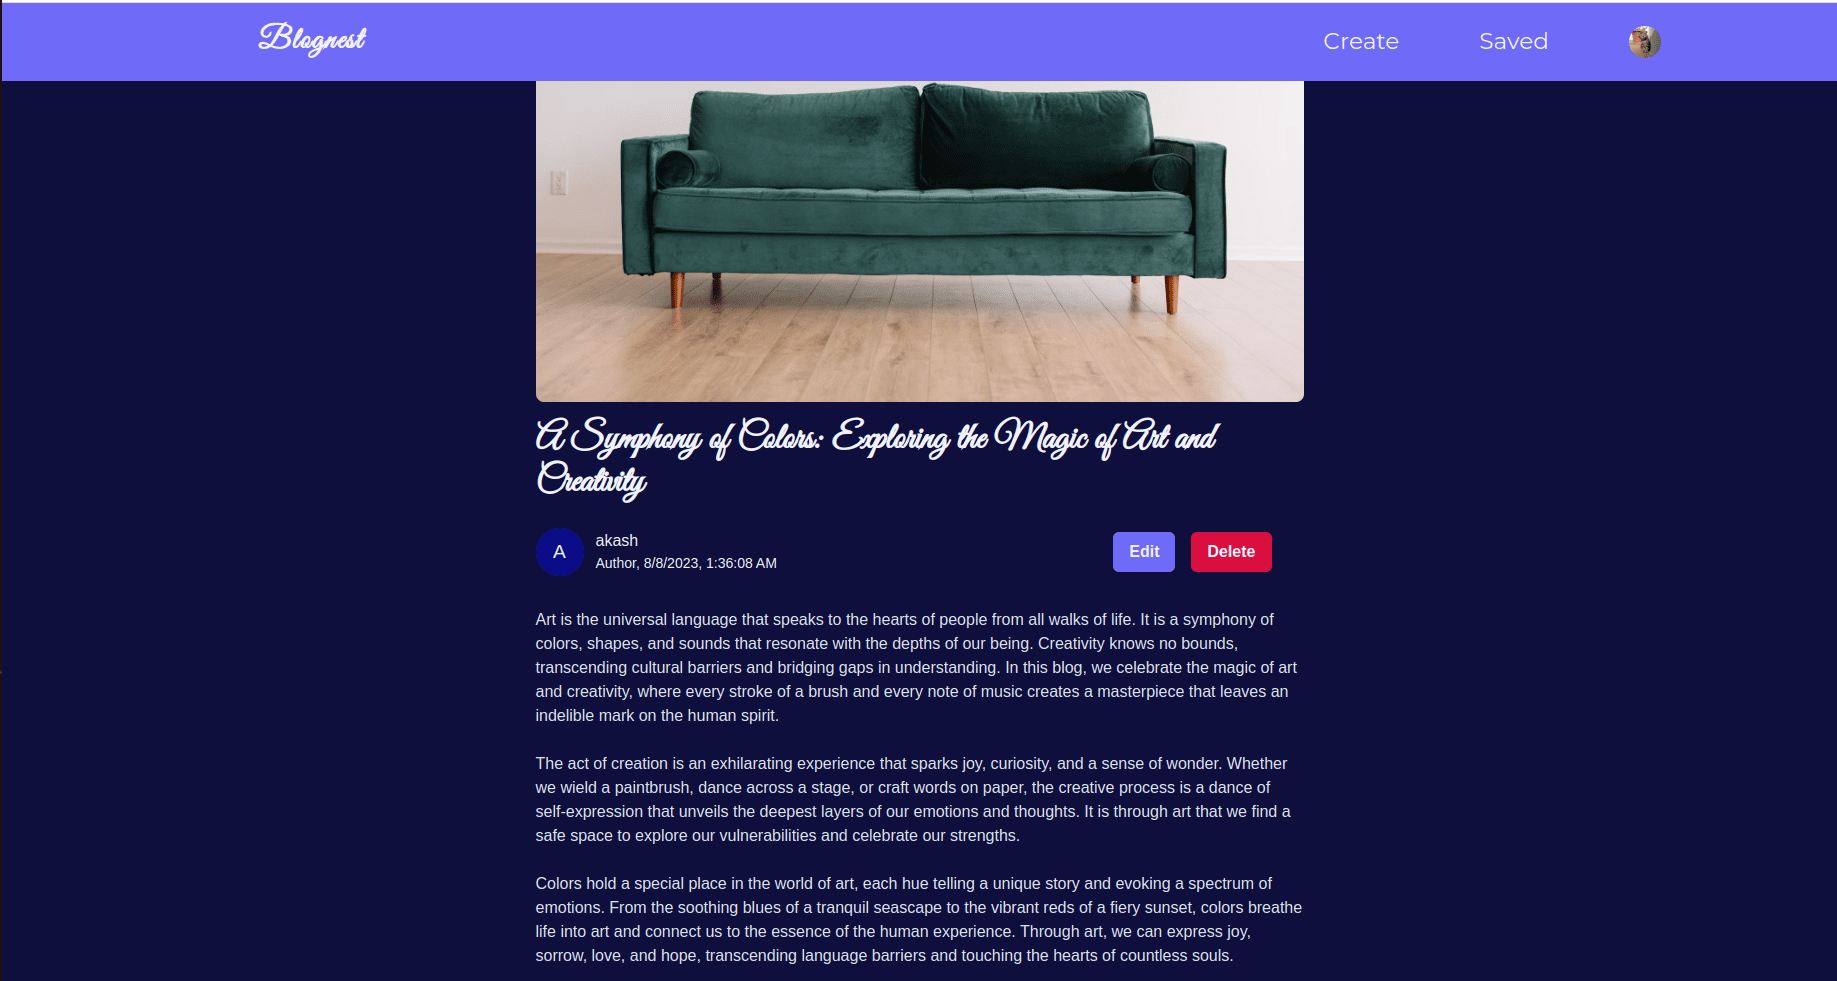 Blognest
Create
Saved
A Symphony of Colors: Exploring the Magic of Art and
Creativity
A
akash
Author, 8/8/2023, 1:36:08 AM
Edit
Delete
Art is the universal language that speaks to the hearts of people from all walks of life. It is a symphony of
colors, shapes, and sounds that resonate with the depths of our being. Creativity knows no bounds,
transcending cultural barriers and bridging gaps in understanding. In this blog, we celebrate the magic of art
and creativity, where every stroke of a brush and every note of music creates a masterpiece that leaves an
indelible mark on the human spirit.
The act of creation is an exhilarating experience that sparks joy, curiosity, and a sense of wonder. Whether
we wield a paintbrush, dance across a stage, or craft words on paper, the creative process is a dance of
self-expression that unveils the deepest layers of our emotions and thoughts. It is through art that we find a
safe space to explore our vulnerabilities and celebrate our strengths.
Colors hold a special place in the world of art, each hue telling a unique story and evoking a spectrum of
emotions. From the soothing blues of a tranquil seascape to the vibrant reds of a fiery sunset, colors breathe
life into art and connect us to the essence of the human experience. Through art, we can express joy,
sorrow, love, and hope, transcending language barriers and touching the hearts of countless souls.